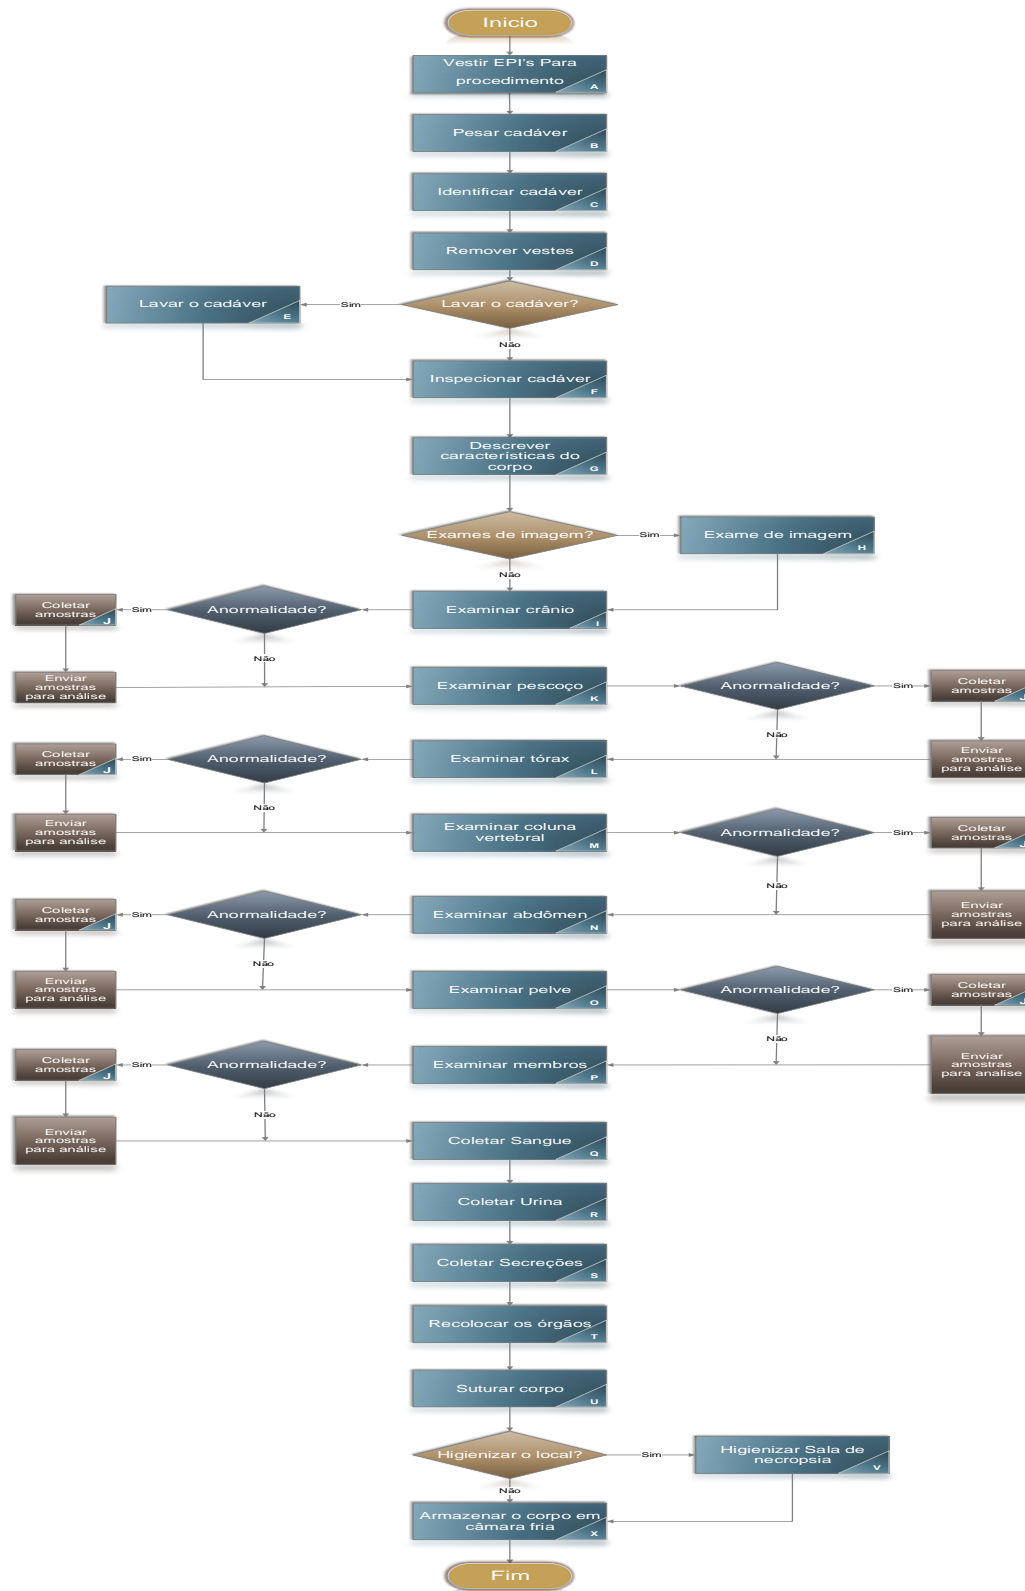 Inicio
Vestir EPI's Para
procedimento
A
Pesar cadáver
B
Identificar cadáver
C
Remover vestes
D
Lavar o cadáver?
Sim
Lavar o cadáver
E
Não
Inspecionar cadáver
F
Descrever
características do
corpo
G
Exames de imagem?
Sim
Exame de imagem
H
Não
Examinar crânio
I
Anormalidade?
Sim
Coletar
amostras
J
Não
Enviar
amostras
para análise
Examinar pescoço
K
Anormalidade?
Sim
Coletar
amostras
J
Não
Enviar
amostras
para análise
Examinar tórax
L
Anormalidade?
Sim
Coletar
amostras
J
Não
Enviar
amostras
para análise
Examinar coluna
vertebral
M
Anormalidade?
Sim
Coletar
amostras
J
Não
Enviar
amostras
para análise
Examinar abdômen
N
Anormalidade?
Sim
Coletar
amostras
J
Não
Enviar
amostras
para análise
Examinar pelve
O
Anormalidade?
Sim
Coletar
amostras
J
Não
Enviar
amostras
para analise
Examinar membros
P
Anormalidade?
Sim
Coletar
amostras
J
Não
Enviar
amostras
para análise
Coletar Sangue
Q
Coletar Urina
R
Coletar Secreções
S
Recolocar os órgãos
T
Suturar corpo
U
Higienizar o local?
Sim
Higienizar Sala de
necropsia
V
Não
Armazenar o corpo em
câmara fria
X
Fim